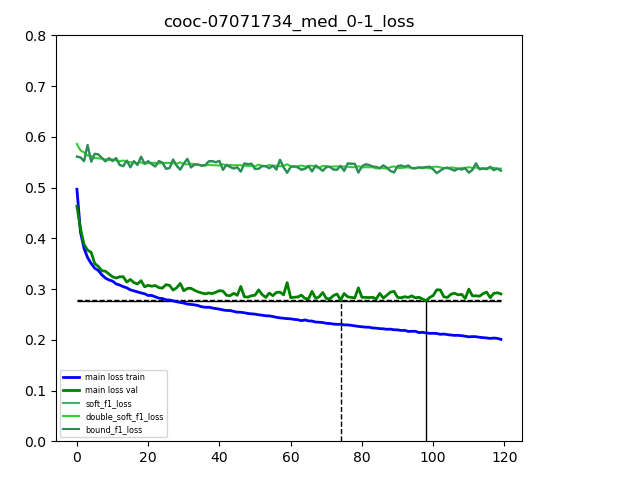 cooc-07071734_med_0-1_loss
0.8
0.7
0.6
0.5
0.4
0.3
0.2
0.1
0.0
main loss train
main loss val
soft_f1_loss
double_soft_f1_loss
bound_f1_loss
0 20 40 60 80 100 120